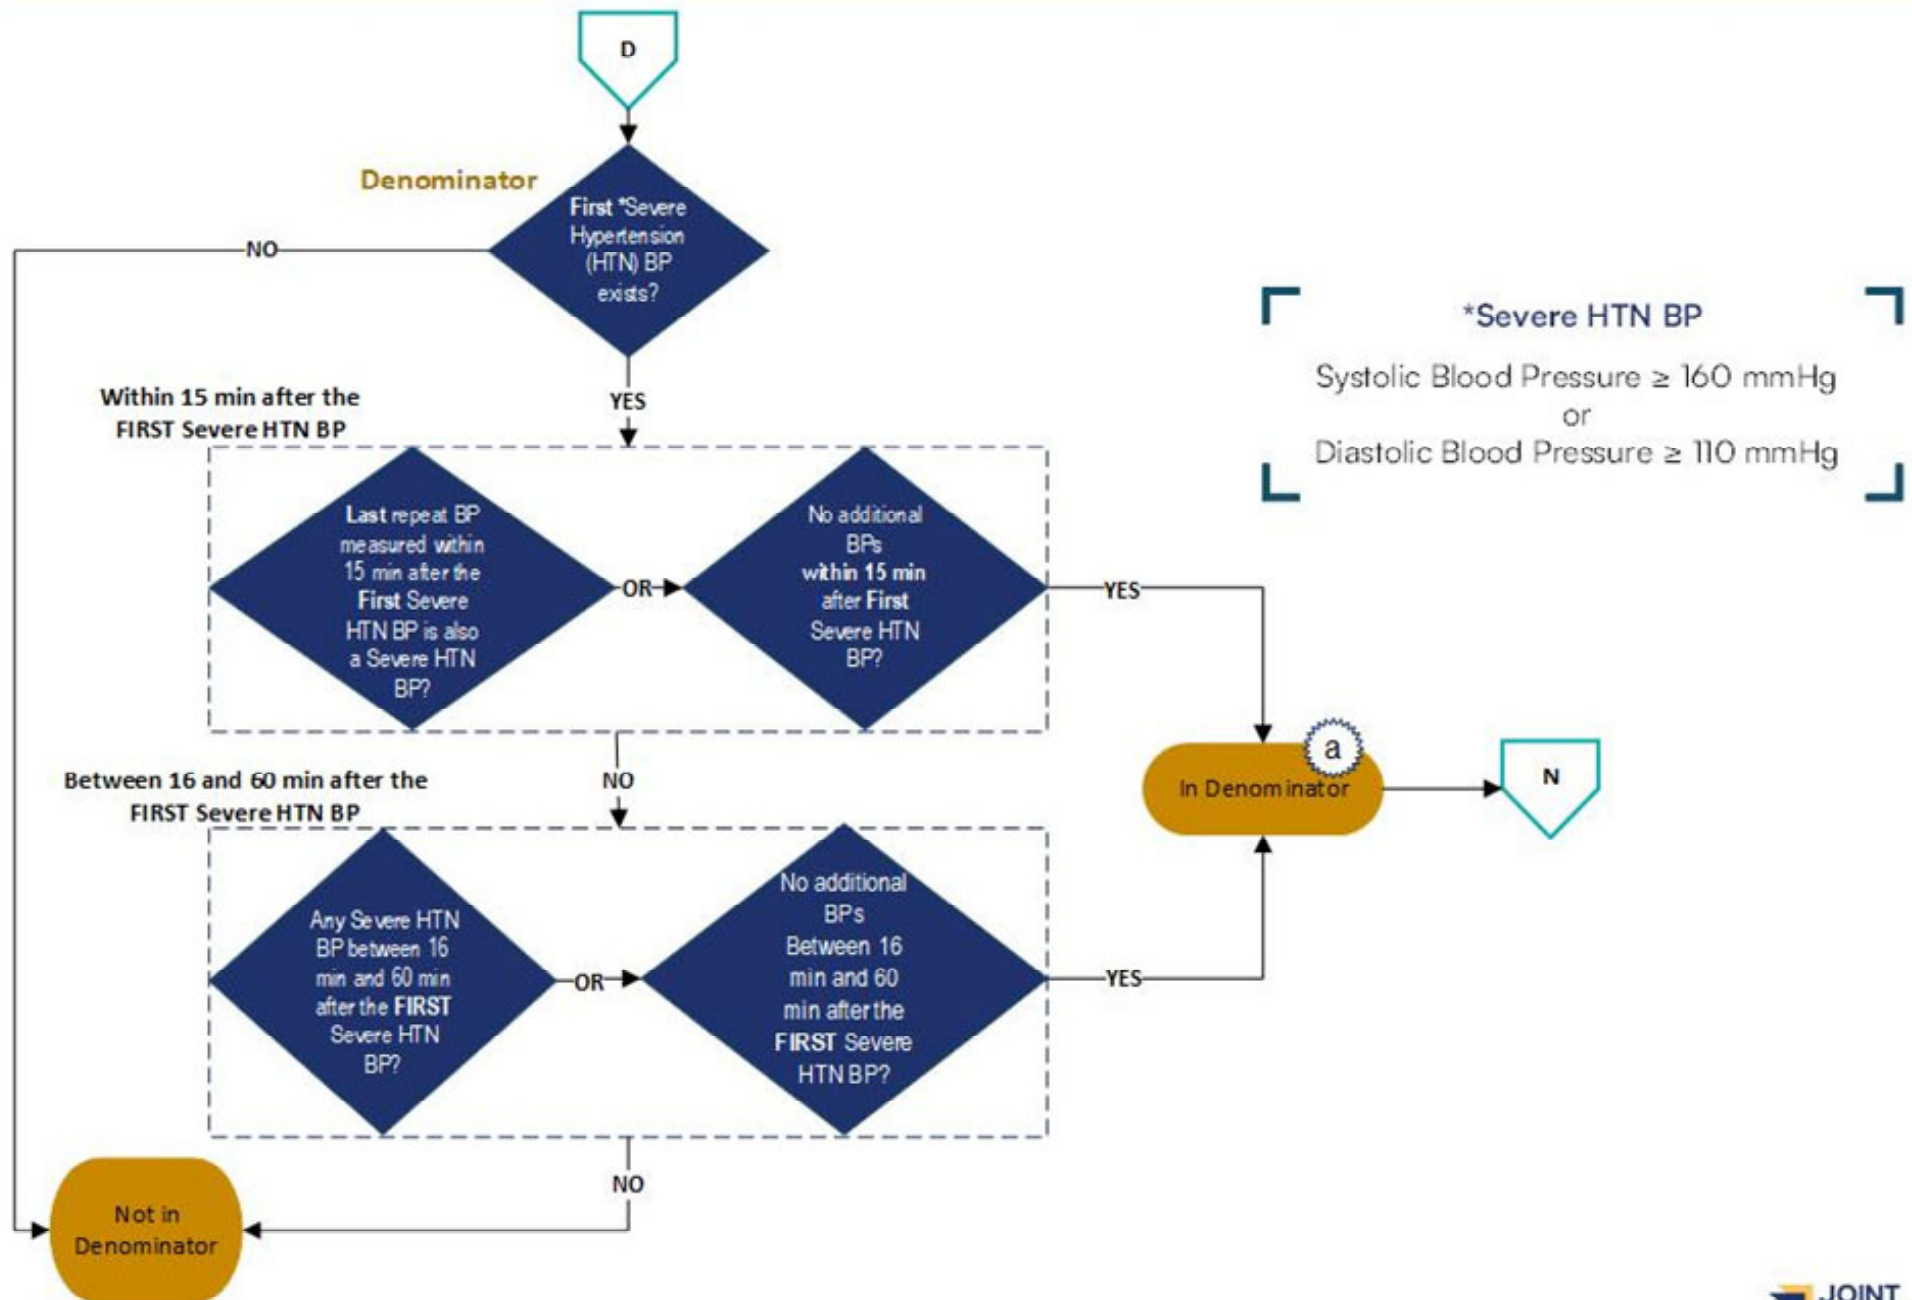 D
Denominator
First *Severe
Hypertension
(HTN) BP
exists?
NO
YES
*Severe HTN BP
Systolic Blood Pressure ≥ 160 mmHg
or
Diastolic Blood Pressure ≥ 110 mmHg
Within 15 min after the
FIRST Severe HTN BP
Last repeat BP
measured within
15 min after the
First Severe
HTN BP is also
a Severe HTN
BP?
OR
No additional
BPs
within 15 min
after First
Severe HTN
BP?
YES
NO
a
In Denominator
N
Between 16 and 60 min after the
FIRST Severe HTN BP
Any Severe HTN
BP between 16
min and 60 min
after the FIRST
Severe HTN
BP?
OR
No additional
BPs
Between 16
min and 60
min after the
FIRST Severe
HTN BP?
YES
NO
Not in
Denominator
JOINT